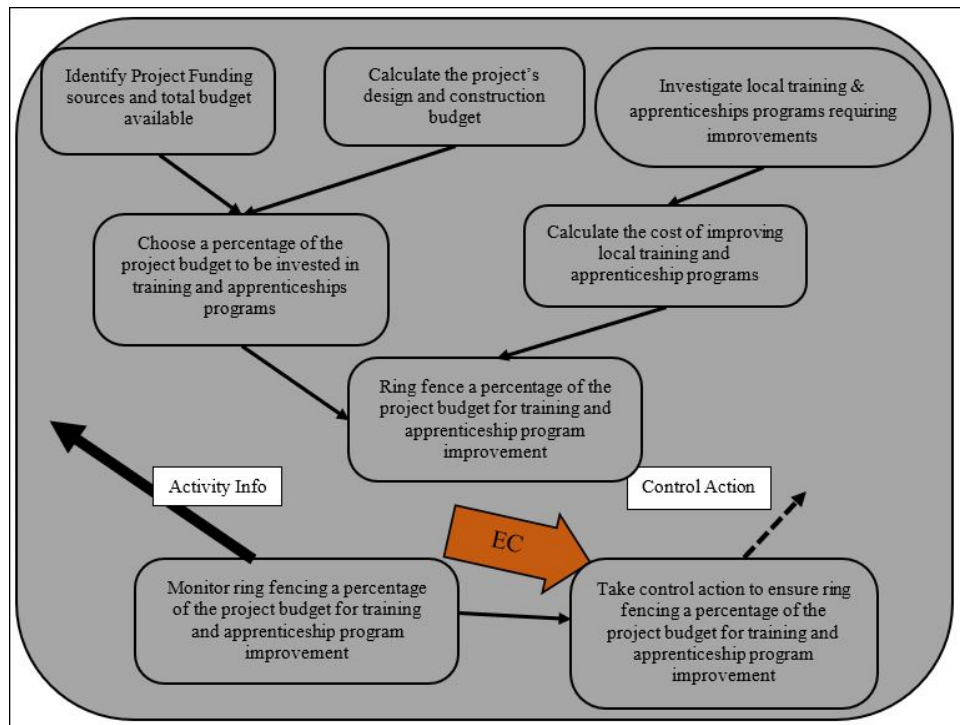 Identify Project Funding
sources and total budget
available
Calculate the project's
design and construction
budget
Investigate local training &
apprenticeships programs requiring
improvements
Choose a percentage of the
project budget to be invested in
training and apprenticeships
programs
Calculate the cost of improving
local training and
apprenticeship programs
Ring fence a percentage of the
project budget for training and
apprenticeship program
improvement
Activity Info
Control Action
EC
Monitor ring fencing a percentage
of the project budget for training
and apprenticeship program
improvement
Take control action to ensure ring
fencing a percentage of the
project budget for training and
apprenticeship program
improvement